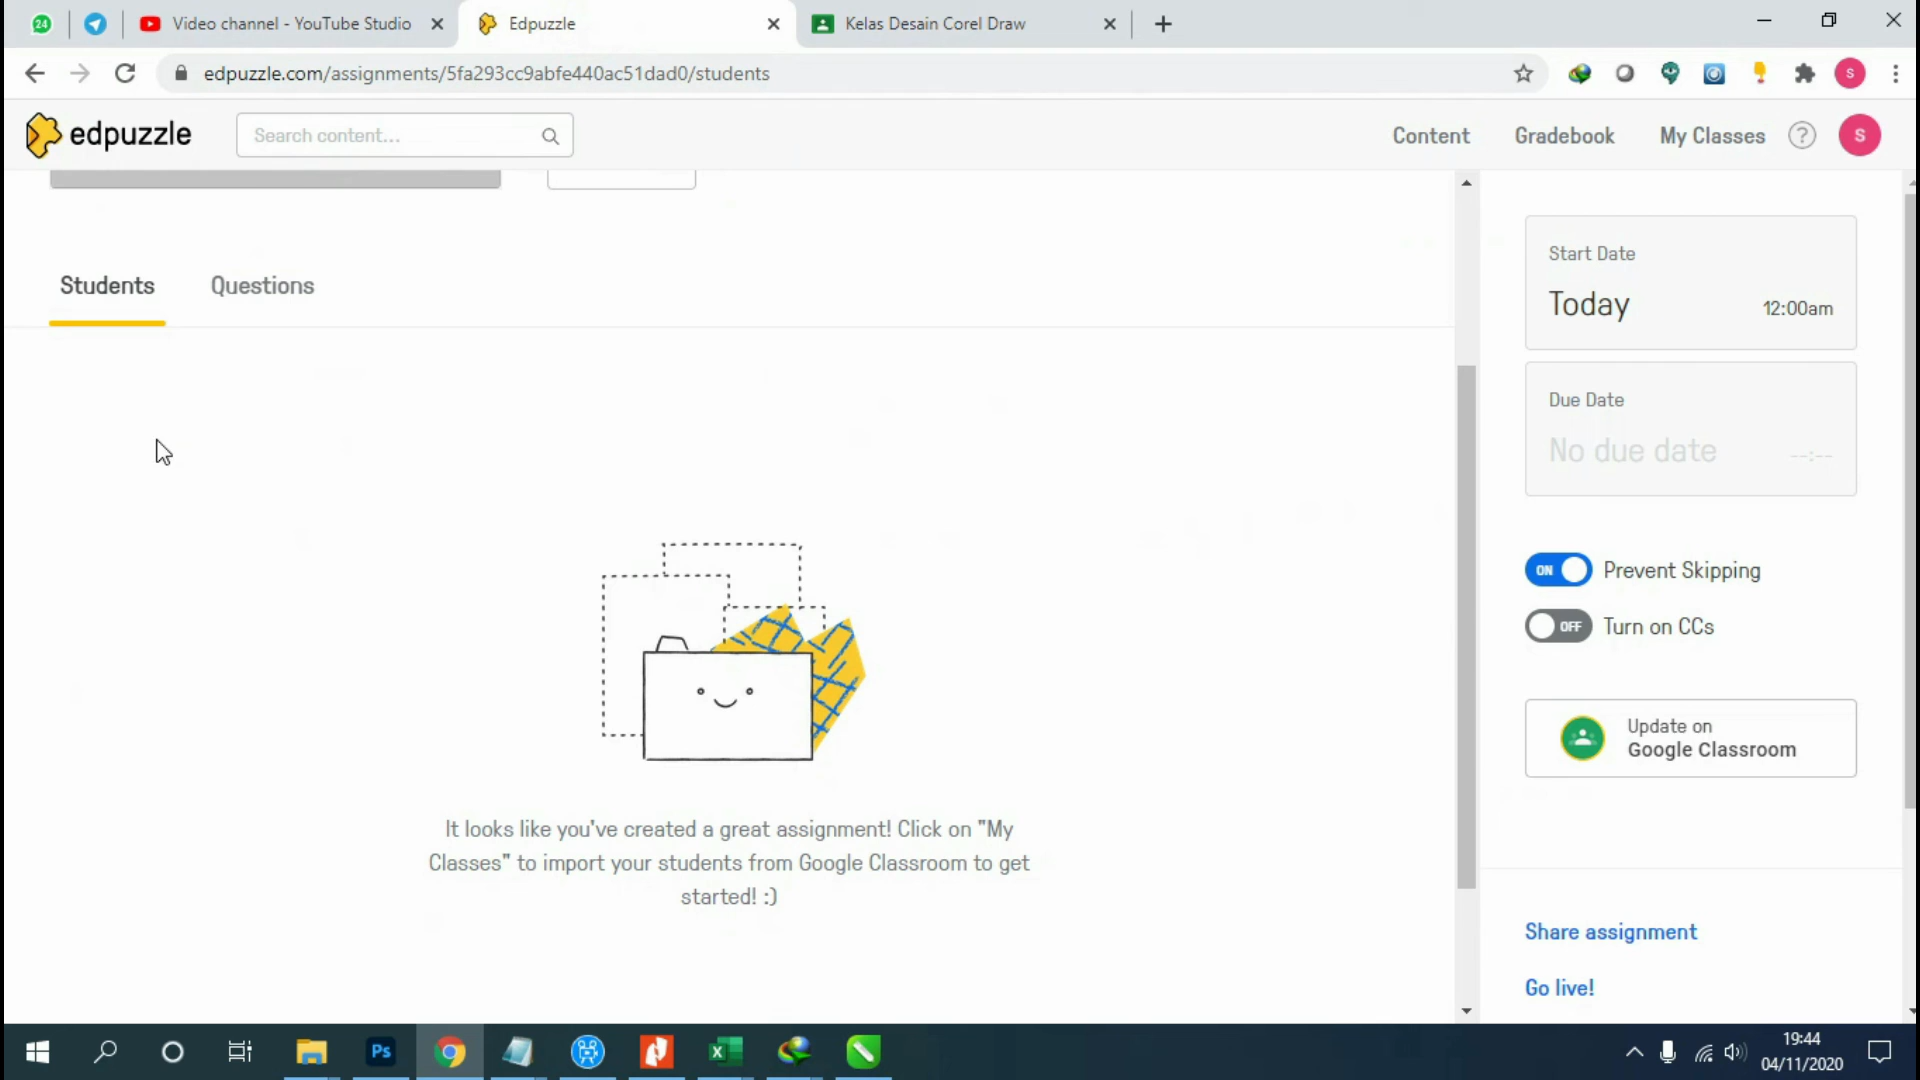 24
Video channel - YouTube Studio
Edpuzzle
Kelas Desain Corel Draw
edpuzzle.com/assignments/5fa293cc9abfe440ac51dad0/students
S
edpuzzle
Search content...
Content
Gradebook
My Classes
?
S
Students
Questions
Start Date
Today
12:00am
Due Date
No due date
--:--
ON
Prevent Skipping
OFF
Turn on CCs
Update on
Google Classroom
It looks like you've created a great assignment! Click on "My
Classes" to import your students from Google Classroom to get
started! :)
Share assignment
Go live!
Ps
19:44
04/11/2020